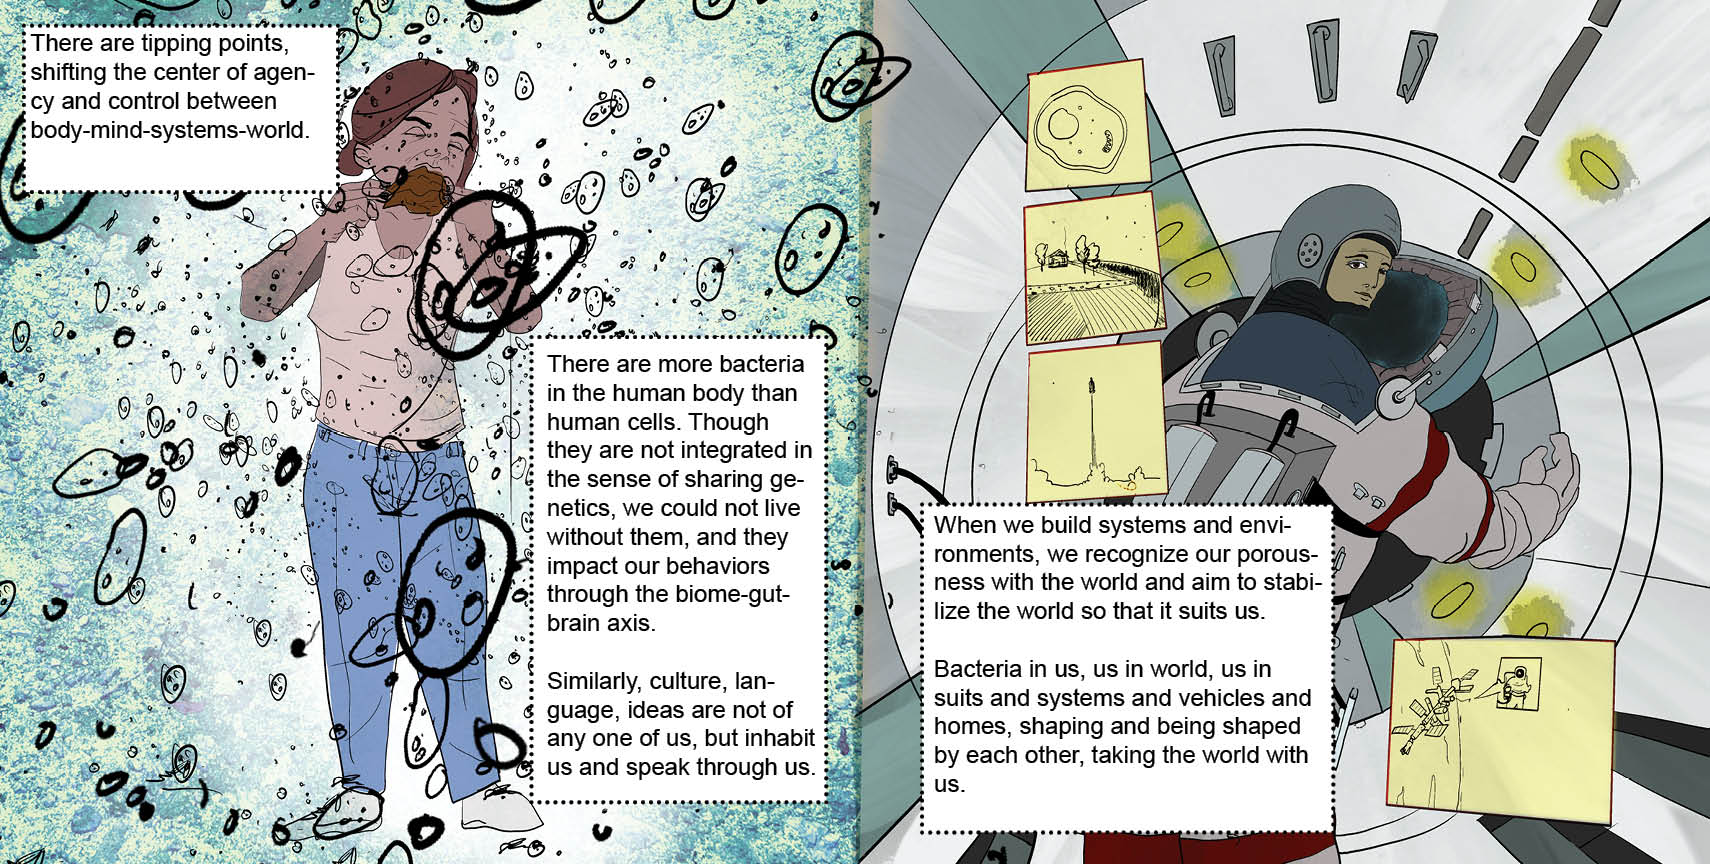 There are tipping points,
shifting the center of agen-
cy and control between
body-mind-systems-world.
There are more bacteria
in the human body than
human cells. Though
they are not integrated in
the sense of sharing ge-
netics, we could not live
without them, and they
impact our behaviors
through the biome-gut-
brain axis.
Similarly, culture, lan-
guage, ideas are not of
any one of us, but inhabit
us and speak through us.
When we build systems and envi-
ronments, we recognize our porous-
ness with the world and aim to stabi-
lize the world so that it suits us.
Bacteria in us, us in world, us in
suits and systems and vehicles and
homes, shaping and being shaped
by each other, taking the world with
us.